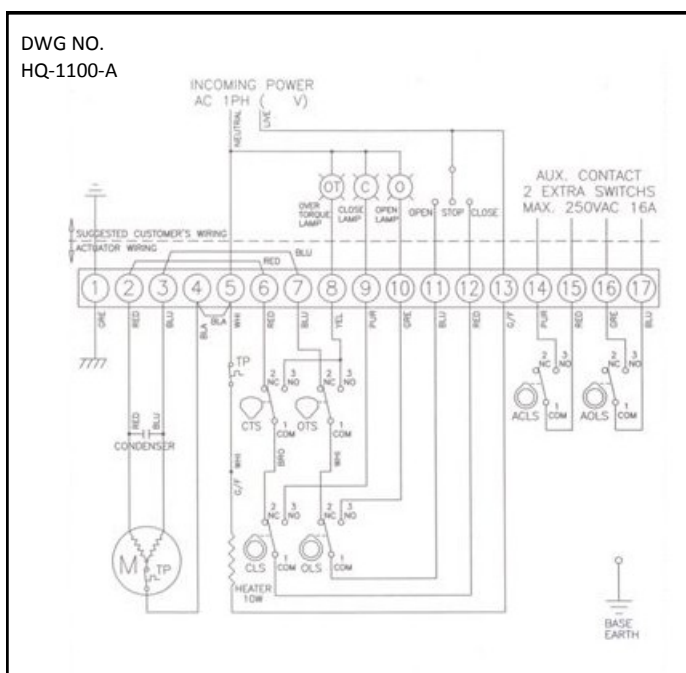 DWG NO.
HQ-1100-A
INCOMING POWER
AC 1PH ( V)
NEUTRAL
LIVE
AUX. CONTACT
2 EXTRA SWITCHS
MAX. 250VAC 16A
OT C O
OVER TORQUE LAMP
CLOSE LAMP
OPEN LAMP
OPEN STOP CLOSE
SUGGESTED CUSTOMER'S WIRING
ACTUATOR WIRING
RED
BLU
1 2 3 4 5 6 7 8 9 10 11 12 13 14 15 16 17
GRE RED BLU BLA BLA WHI RED BLU YEL PUR GRE BLU RED G/F PUR RED GRE BLU
TP
2 NC 3 NO
2 NC 3 NO
2 NC 3 NO
2 NC 3 NO
CTS
1 COM
OTS
1 COM
ACLS
1 COM
AOLS
1 COM
RED
BLU
CONDENSER
WHI
G/F
BRO
WHI
2 NC 3 NO
2 NC 3 NO
CLS
1 COM
OLS
1 COM
M
TP
HEATER
10W
BASE
EARTH